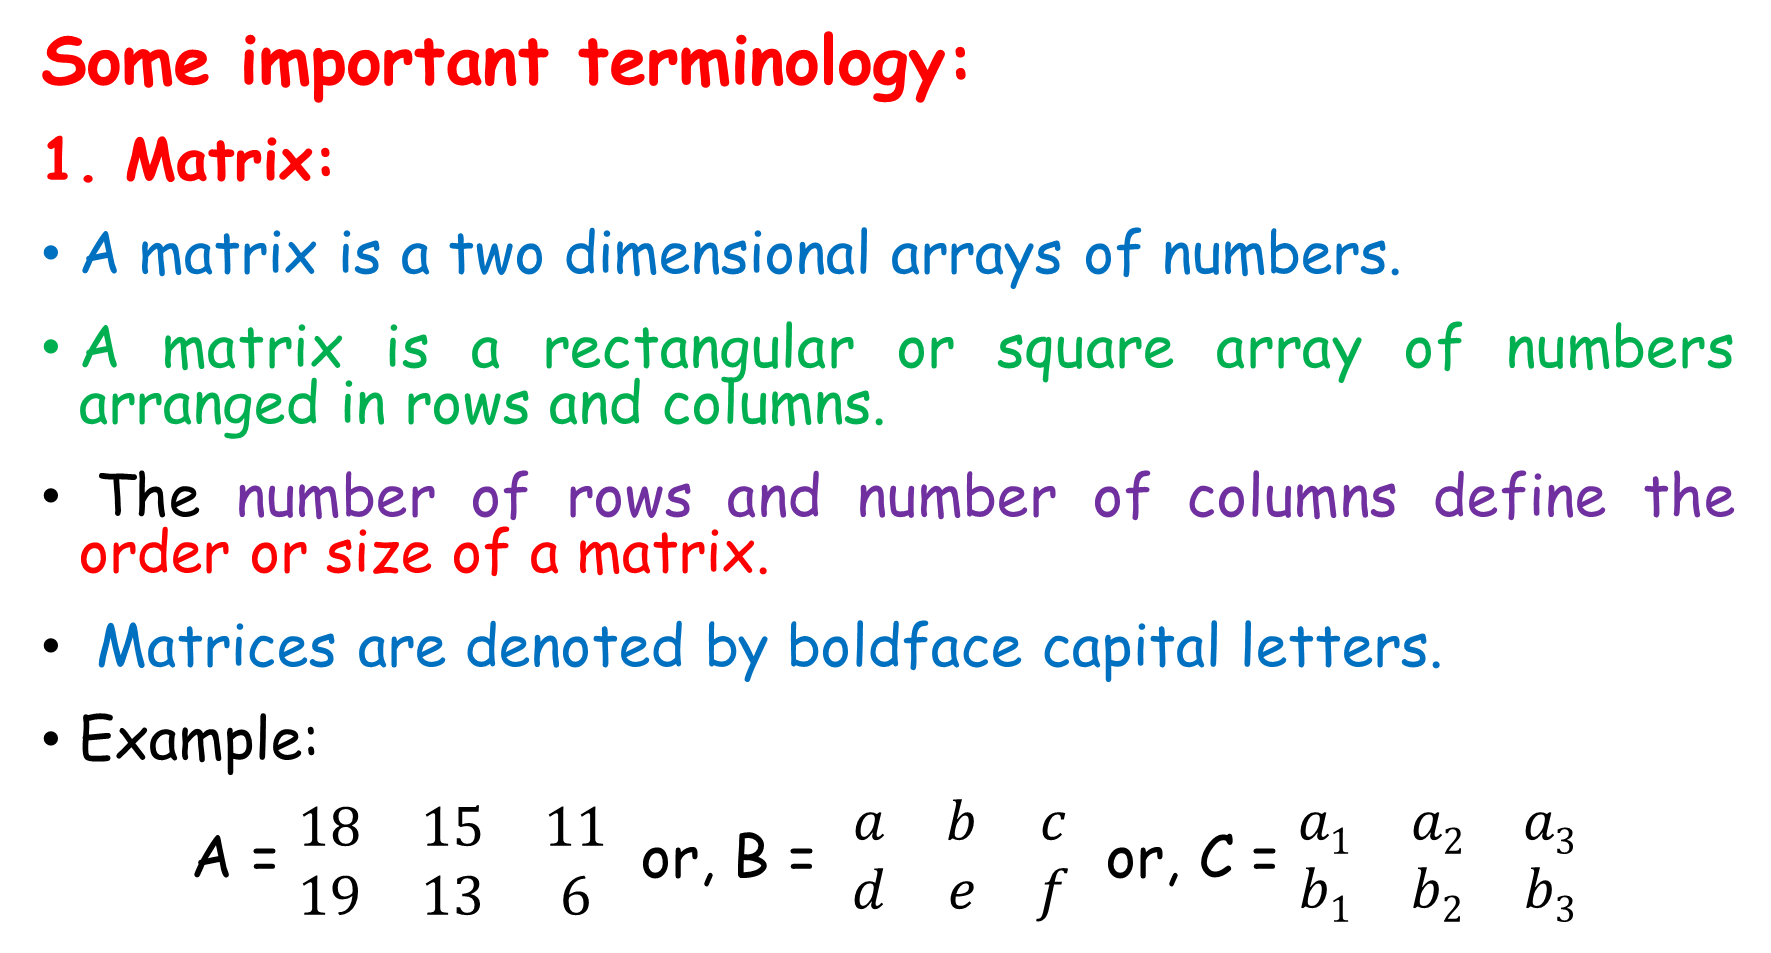 Some important terminology:
1. Matrix:
• A matrix is a two dimensional arrays of numbers.
• A matrix is a rectangular or square array of numbers
arranged in rows and columns.
• The number of rows and number of columns define the
order or size of a matrix.
• Matrices are denoted by boldface capital letters.
• Example:
A = 18 15 11 or, B = a b c or, C = a₁ a₂ a₃
19 13 6 d e f b₁ b₂ b₃